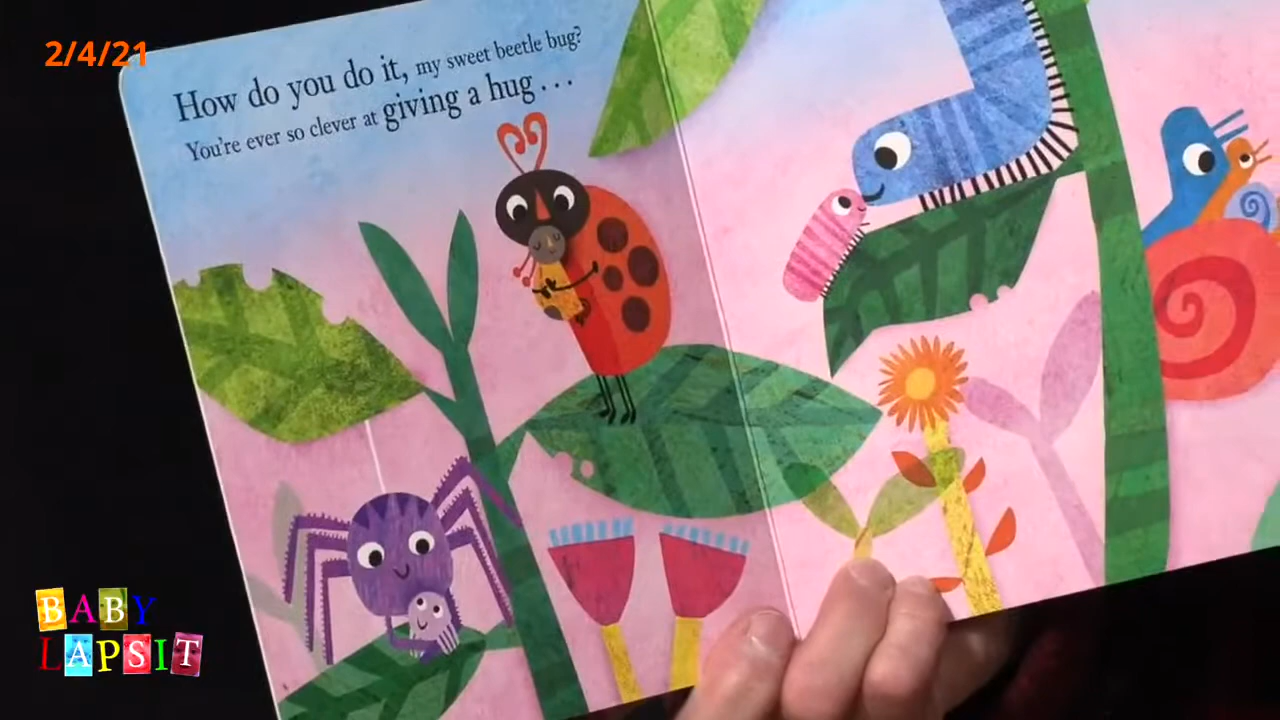 2/4/21
How do you do it, my sweet beetle bug?
You're ever so clever at giving a hug . . .
BABY
LAPSIT